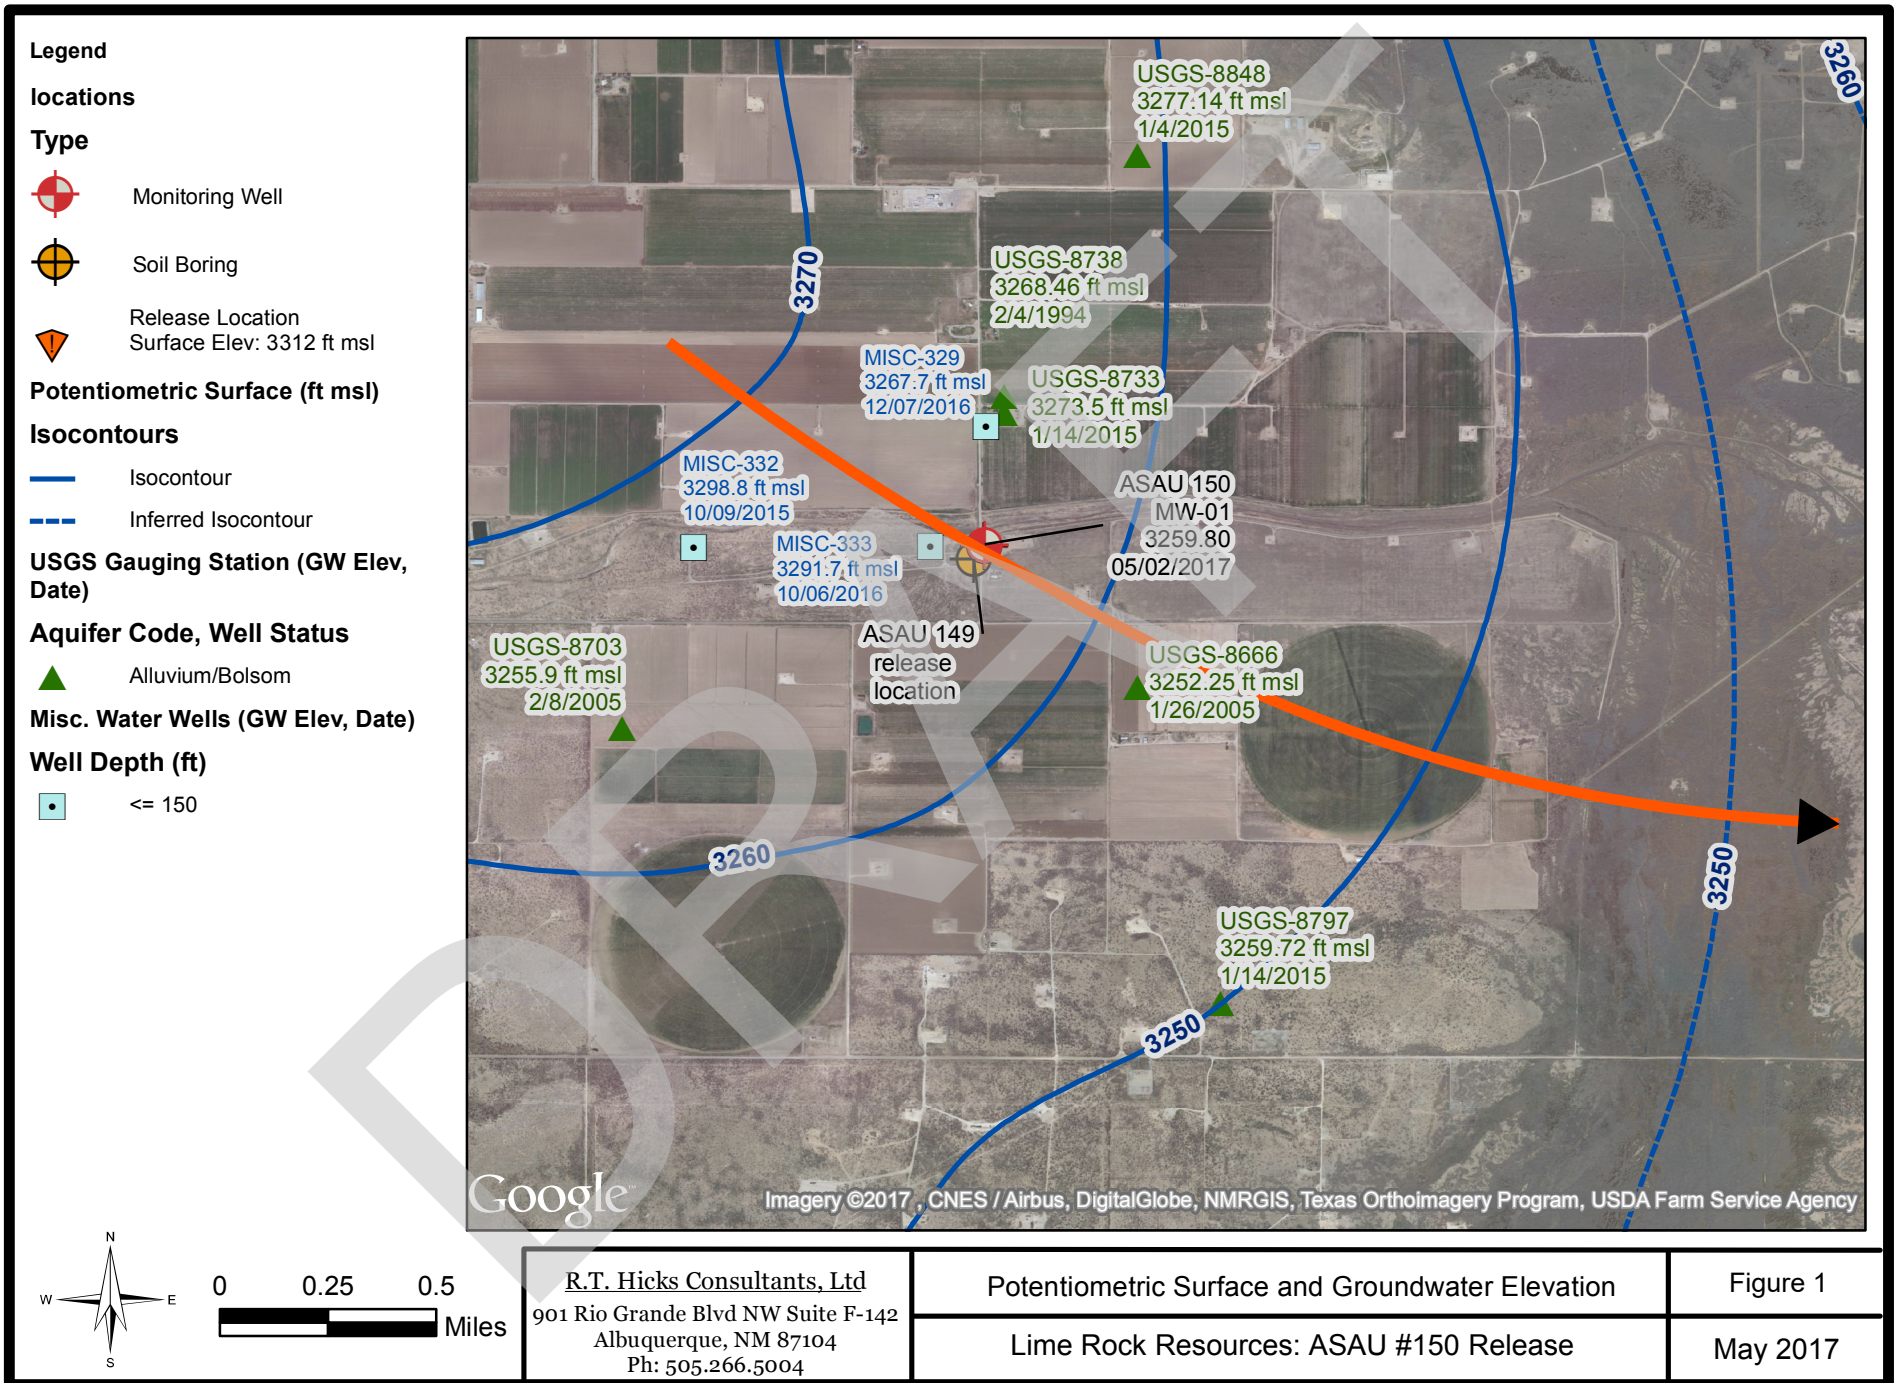 Legend
locations
Type
Monitoring Well
Soil Boring
Release Location
Surface Elev: 3312 ft msl
Potentiometric Surface (ft msl)
Isocontours
Isocontour
Inferred Isocontour
USGS Gauging Station (GW Elev,
Date)
Aquifer Code, Well Status
Alluvium/Bolsom
Misc. Water Wells (GW Elev, Date)
Well Depth (ft)
<= 150
3260
USGS-8848
3277.14 ft msl
1/4/2015
3270
USGS-8738
3268.46 ft msl
2/4/1994
MISC-329
3267.7 ft msl
12/07/2016
USGS-8733
3273.5 ft msl
1/14/2015
MISC-332
3298.8 ft msl
10/09/2015
ASAU 150
MW-01
3259.80
05/02/2017
MISC-333
3291.7 ft msl
10/06/2016
ASAU 149
release
location
USGS-8703
3255.9 ft msl
2/8/2005
USGS-8666
3252.25 ft msl
1/26/2005
3260
3250
USGS-8797
3259.72 ft msl
1/14/2015
3250
DRAFT
Google
Imagery ©2017 , CNES / Airbus, DigitalGlobe, NMRGIS, Texas Orthoimagery Program, USDA Farm Service Agency
N
W
E
S
0 0.25 0.5
Miles
R.T. Hicks Consultants, Ltd
901 Rio Grande Blvd NW Suite F-142
Albuquerque, NM 87104
Ph: 505.266.5004
Potentiometric Surface and Groundwater Elevation
Lime Rock Resources: ASAU #150 Release
Figure 1
May 2017